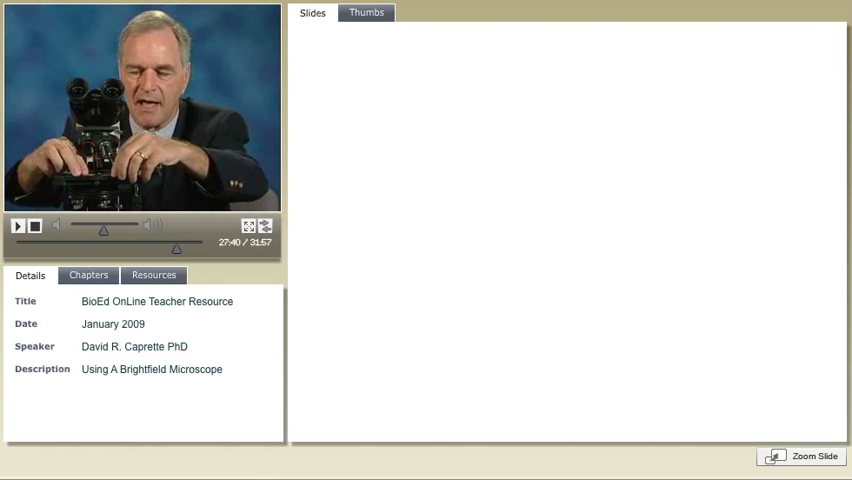 Slides Thumbs
27:40 / 31:57
Details Chapters Resources
Title BioEd OnLine Teacher Resource
Date January 2009
Speaker David R. Caprette PhD
Description Using A Brightfield Microscope
Zoom Slide